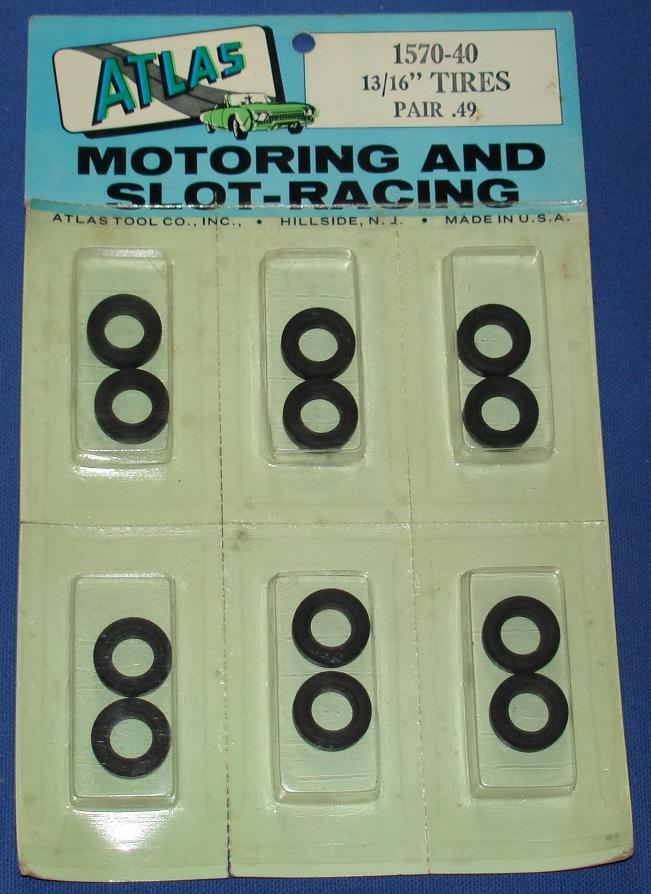 ATLAS
1570-40
13/16” TIRES
PAIR .49
MOTORING AND
SLOT-RACING
ATLAS TOOL CO., INC., • HILLSIDE, N. J. • MADE IN U.S.A.